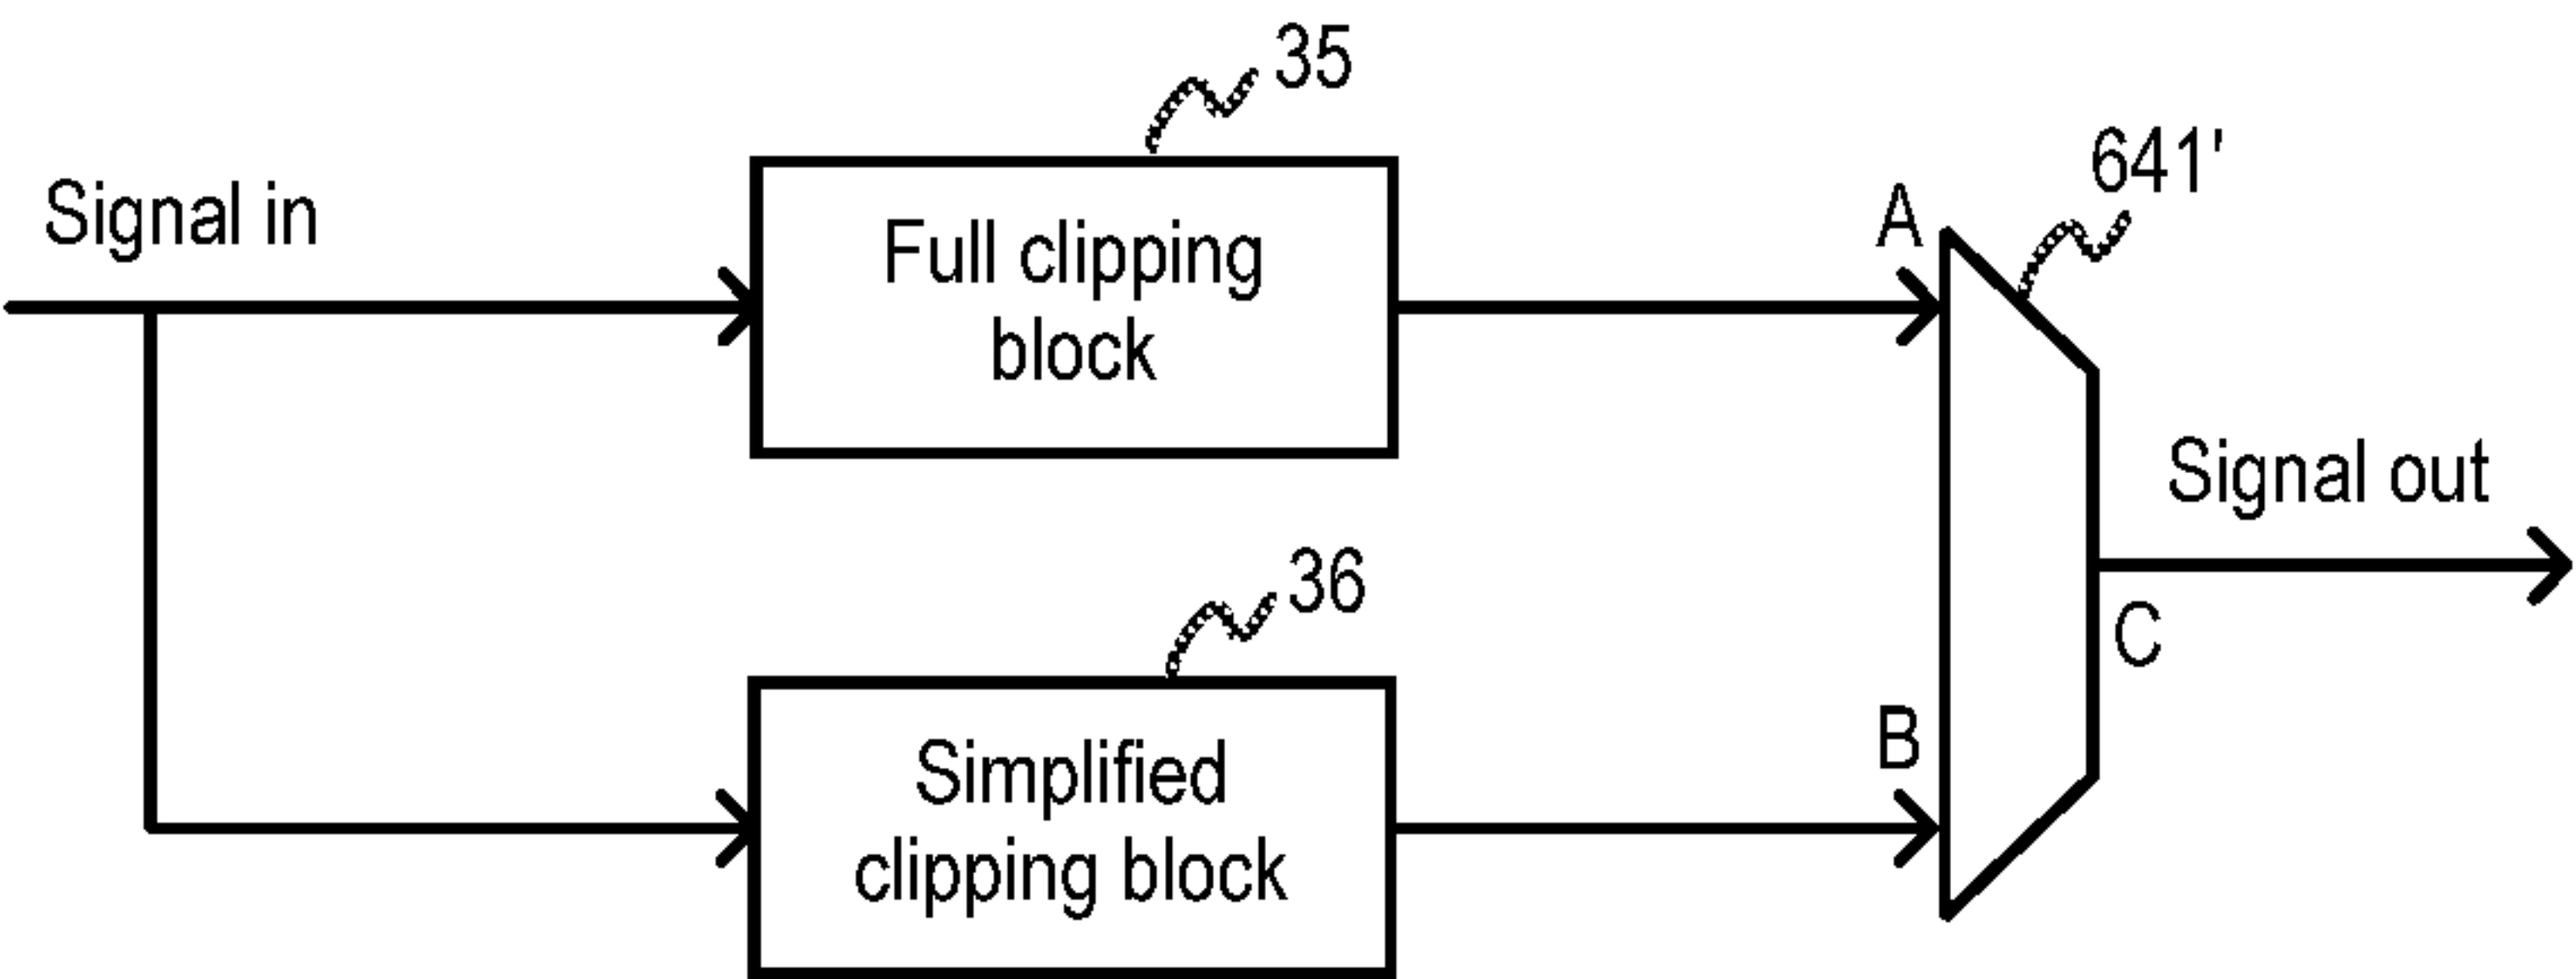 35
641'
Signal in
A
Full clipping
block
Signal out
36
C
B
Simplified
clipping block